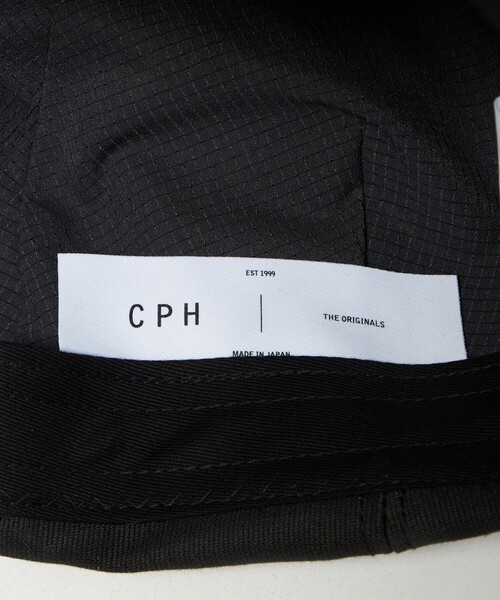 EST 1999
CPH
THE ORIGINALS
MADE IN JAPAN